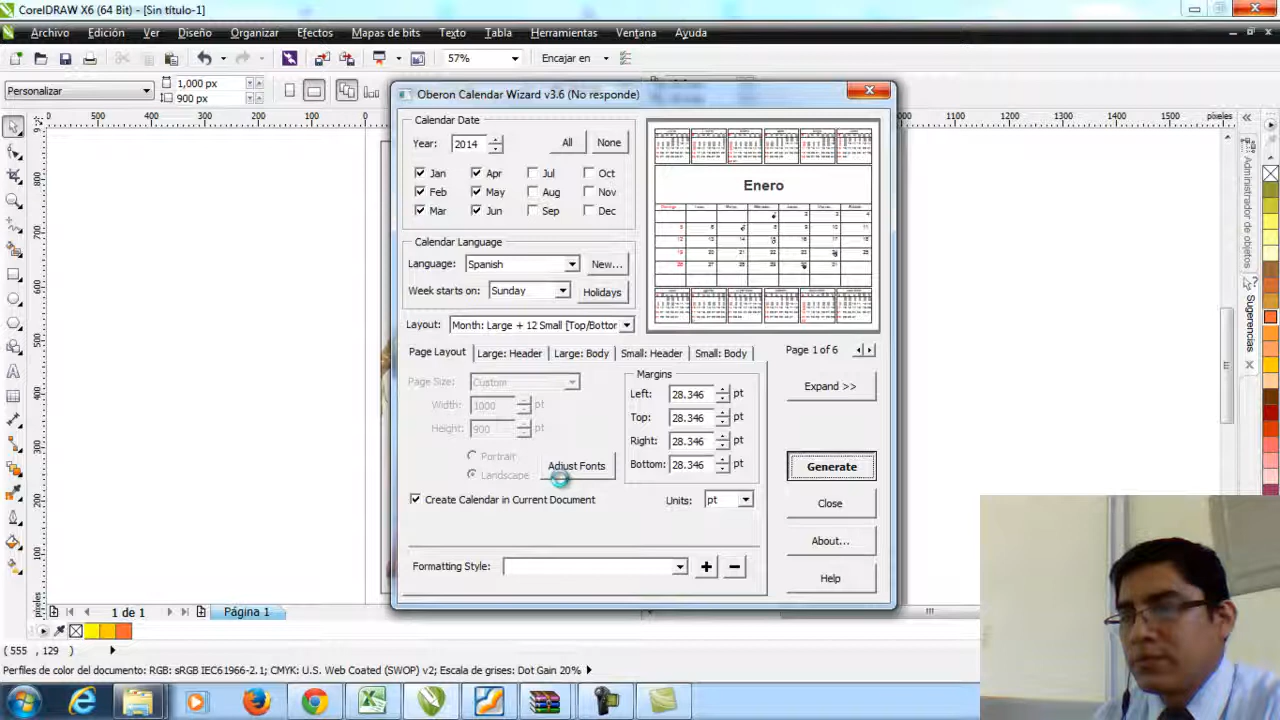 CorelDRAW X6 (64 Bit) - [Sin título-1]
Archivo Edición Ver Diseño Organizar Efectos Mapas de bits Texto Tabla Herramientas Ventana Ayuda
57% Encajar en
Personalizar 1,000 px
900 px
Oberon Calendar Wizard v3.6 (No responde)
Calendar Date
Year: 2014 All None
Jan Apr Jul Oct
Feb May Aug Nov
Mar Jun Sep Dec
Calendar Language
Language: Spanish New...
Week starts on: Sunday Holidays
Layout: Month: Large + 12 Small [Top/Bottor
Enero
Page Layout Large: Header Large: Body Small: Header Small: Body
Page 1 of 6
Page Size: Custom
Width: 1000 pt
Height: 900 pt
Portrait
Landscape
Adjust Fonts
Margins
Left: 28.346 pt
Top: 28.346 pt
Right: 28.346 pt
Bottom: 28.346 pt
Create Calendar in Current Document
Units: pt
Formatting Style:
Expand >>
Generate
Close
About...
Help
Administrador de objetos
Sugerencias
1 de 1 Página 1
(555 , 129 )
Perfiles de color del documento: RGB: sRGB IEC61966-2.1; CMYK: U.S. Web Coated (SWOP) v2; Escala de grises: Dot Gain 20%